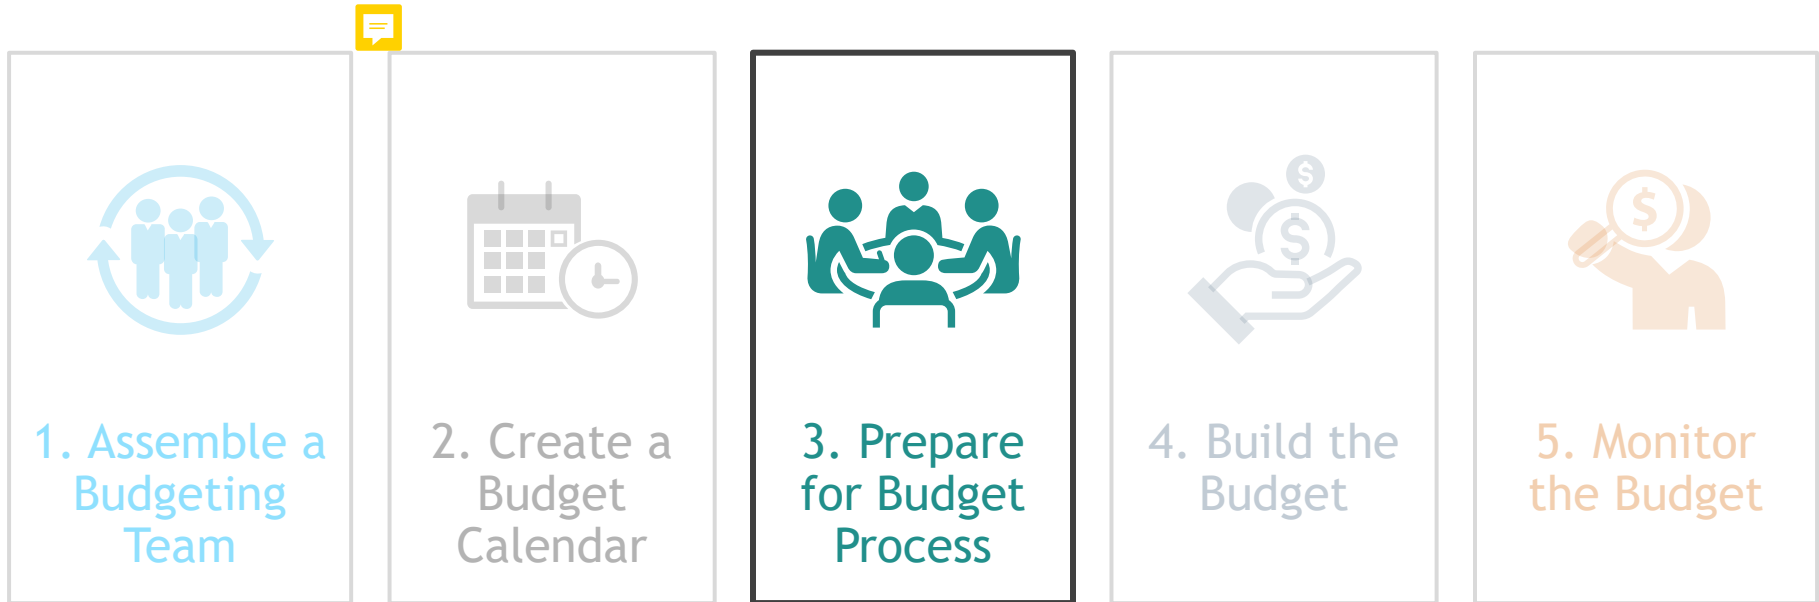 $
$
$
1. Assemble a
Budgeting
Team
2. Create a
Budget
Calendar
3. Prepare
for Budget
Process
4. Build the
Budget
5. Monitor
the Budget